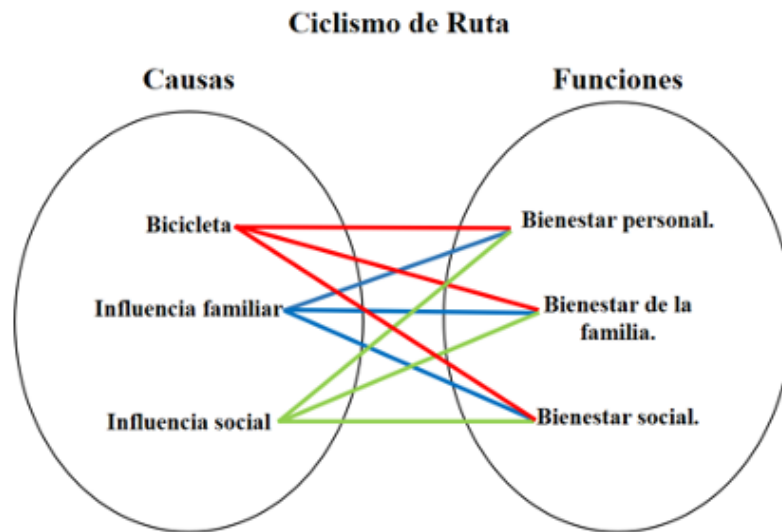 Ciclismo de Ruta
Causas
Funciones
Bicicleta
Bienestar personal.
Influencia familiar
Bienestar de la
familia.
Influencia social
Bienestar social.